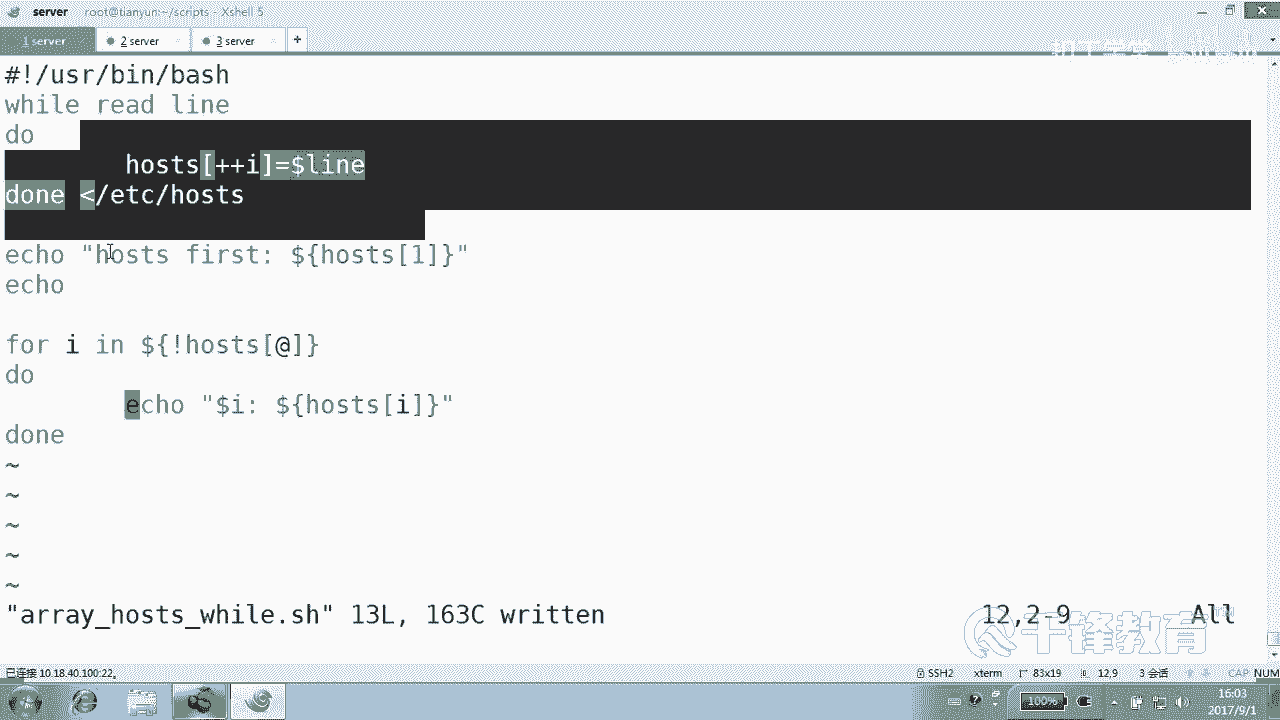 server root@tianyun:~/scripts - Xshell 5
1 server
2 server
3 server
+
#!/usr/bin/bash
while read line
do
hosts[++i]=$line
done </etc/hosts
echo "hosts first: ${hosts[1]}"
echo
for i in ${!hosts[@]}
do
echo "$i: ${hosts[i]}"
done
~
~
~
~
~
"array_hosts_while.sh" 13L, 163C written 12,2-9 All
千锋教育
已连接 10.18.40.100:22。 SSH2 xterm 83x19 12,9 3 会话 CAP NUM
100% 16:03
2017/9/1